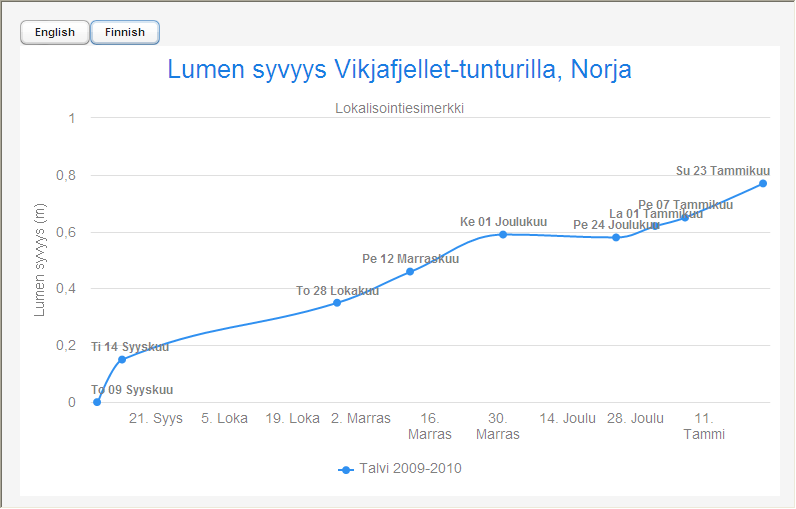 English Finnish
Lumen syvyys Vikjafjellet-tunturilla, Norja
Lokalisointiesimerkki
Lumen syvyys (m)
1
0,8
0,6
0,4
0,2
0
To 09 Syyskuu
Ti 14 Syyskuu
To 28 Lokakuu
Pe 12 Marraskuu
Ke 01 Joulukuu
Pe 24 Joulukuu
La 01 Tammikuu
Pe 07 Tammikuu
Su 23 Tammikuu
21. Syys
5. Loka
19. Loka
2. Marras
16.
Marras
30.
Marras
14. Joulu
28. Joulu
11.
Tammi
Talvi 2009-2010